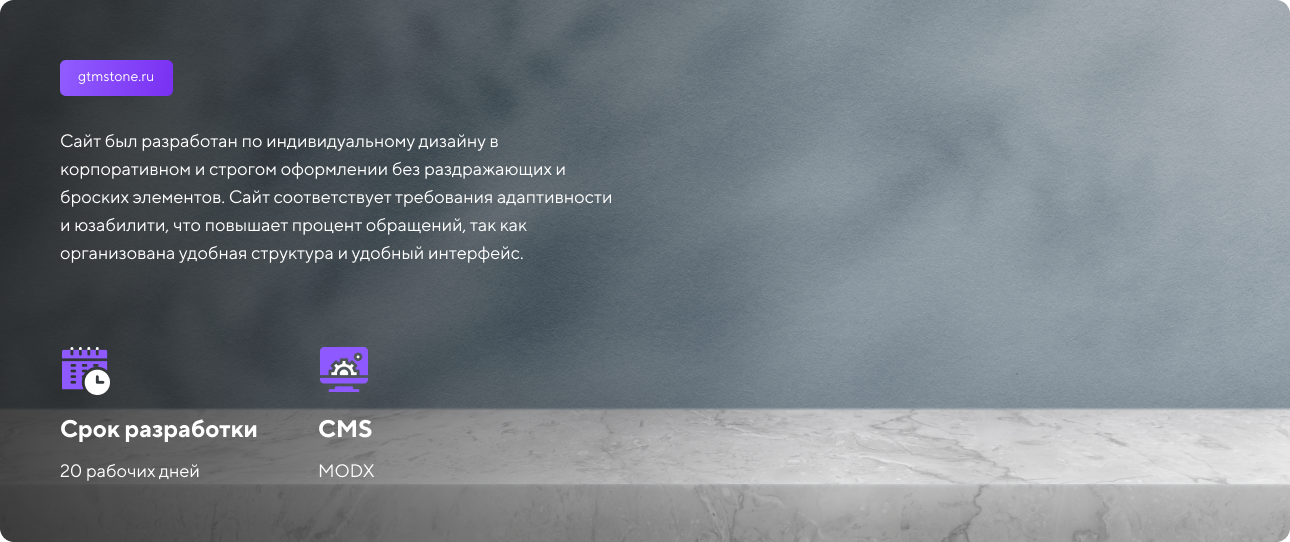 gtmstone.ru
Сайт был разработан по индивидуальному дизайну в
корпоративном и строгом оформлении без раздражающих и
броских элементов. Сайт соответствует требования адаптивности
и юзабилити, что повышает процент обращений, так как
организована удобная структура и удобный интерфейс.
Срок разработки
20 рабочих дней
CMS
MODX